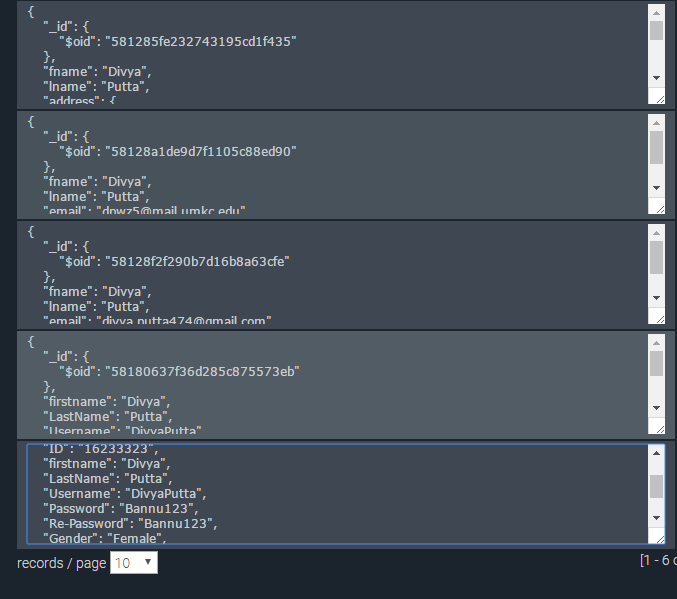 {
"_id": {
"$oid": "581285fe232743195cd1f435"
},
"fname": "Divya",
"lname": "Putta",
"address": {
{
"_id": {
"$oid": "58128a1de9d7f1105c88ed90"
},
"fname": "Divya",
"lname": "Putta",
"email": "dpwz5@mail.umkc.edu"
{
"_id": {
"$oid": "58128f2f290b7d16b8a63cfe"
},
"fname": "Divya",
"lname": "Putta",
"email": "divya.putta474@gmail.com"
{
"_id": {
"$oid": "58180637f36d285c875573eb"
},
"firstname": "Divya",
"LastName": "Putta",
"Username": "DivyaPutta"
"ID": "16233323",
"firstname": "Divya",
"LastName": "Putta",
"Username": "DivyaPutta",
"Password": "Bannu123",
"Re-Password": "Bannu123",
"Gender": "Female",
records / page 10 [1 - 6